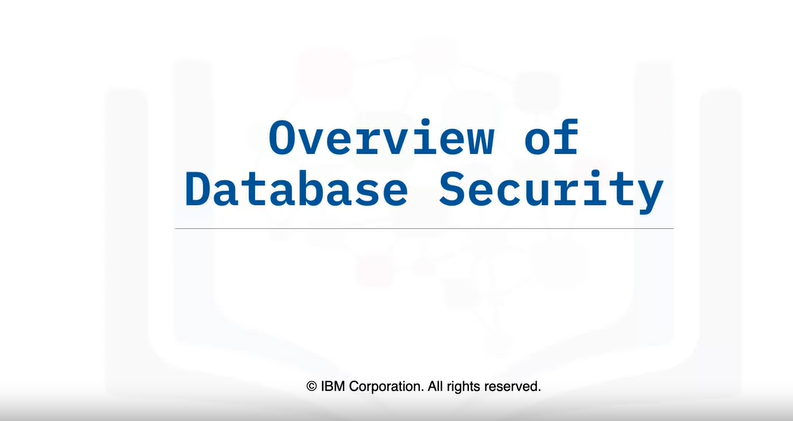 Overview of
Database Security
© IBM Corporation. All rights reserved.